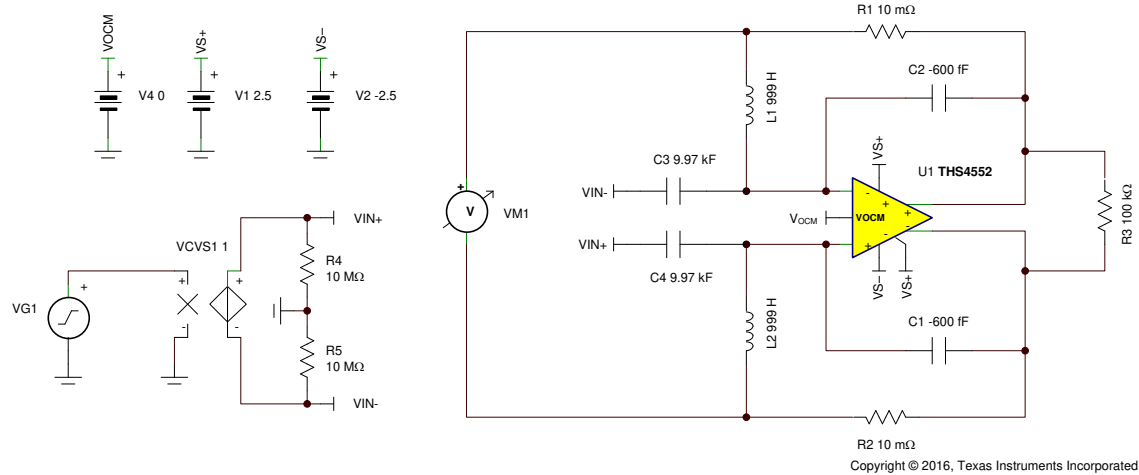 VOCM
V4 0
VS+
V1 2.5
VS−
V2 -2.5
+
+
+
VG1
+
VCVS1 1
+
-
+
-
VIN+
R4
10 MΩ
R5
10 MΩ
VIN-
R1 10 mΩ
C2 -600 fF
L1 999 H
C3 9.97 kF
VIN-
VIN+
C4 9.97 kF
+
V
VM1
VOCM
VS+
U1 THS4552
-
+
+
VOCM
-
-
+
VS−
VS+
R3 100 kΩ
L2 999 H
C1 -600 fF
R2 10 mΩ
Copyright © 2016, Texas Instruments Incorporated